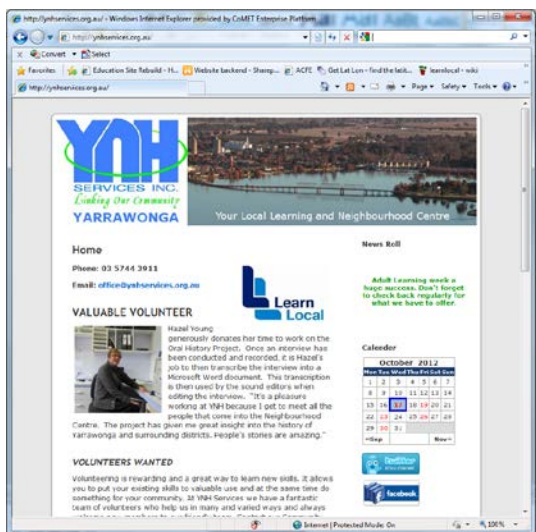 http://ynhservices.org.au/ - Windows Internet Explorer provided by CoMET Enterprise Platform
http://ynhservices.org.au
x Convert Select
Favorites Education Site Rebuild - H... Website backend - Sharep... ACFE Get Lat Lon - find the latit... learnlocal - wiki
http://ynhservices.org.au/ Page Safety Tools
YNH
SERVICES INC.
Linking Our Community
YARRAWONGA
Your Local Learning and Neighbourhood Centre
Home
Phone: 03 5744 3911
Email: office@ynhservices.org.au
Learn
Local
VALUABLE VOLUNTEER
Hazel Young
generously donates her time to work on the
Oral History Project. Once an interview has
been conducted and recorded, it is Hazel's
job to then transcribe the interview into a
Microsoft Word document. This transcription
is then used by the sound editors when
editing the interview. "It's a pleasure
working at YNH because I get to meet all the
people that come into the Neighbourhood
Centre. The project has given me great insight into the history of
Yarrawonga and surrounding districts. People's stories are amazing."
VOLUNTEERS WANTED
Volunteering is rewarding and a great way to learn new skills. It allows
you to put your existing skills to valuable use and at the same time do
something for your community. At YNH Services we have a fantastic
team of volunteers who help us in many and varied ways and always
News Roll
Adult Learning week a
huge success. Don't forget
to check back regularly for
what we have to offer.
Calender
October 2012
Mon Tue Wed Thu Fri Sat Sun
1 2 3 4 5 6 7
8 9 10 11 12 13 14
15 16 17 18 19 20 21
22 23 24 25 26 27 28
29 30 31
«Sep Nov»
twitter
facebook
Internet | Protected Mode: On 100%